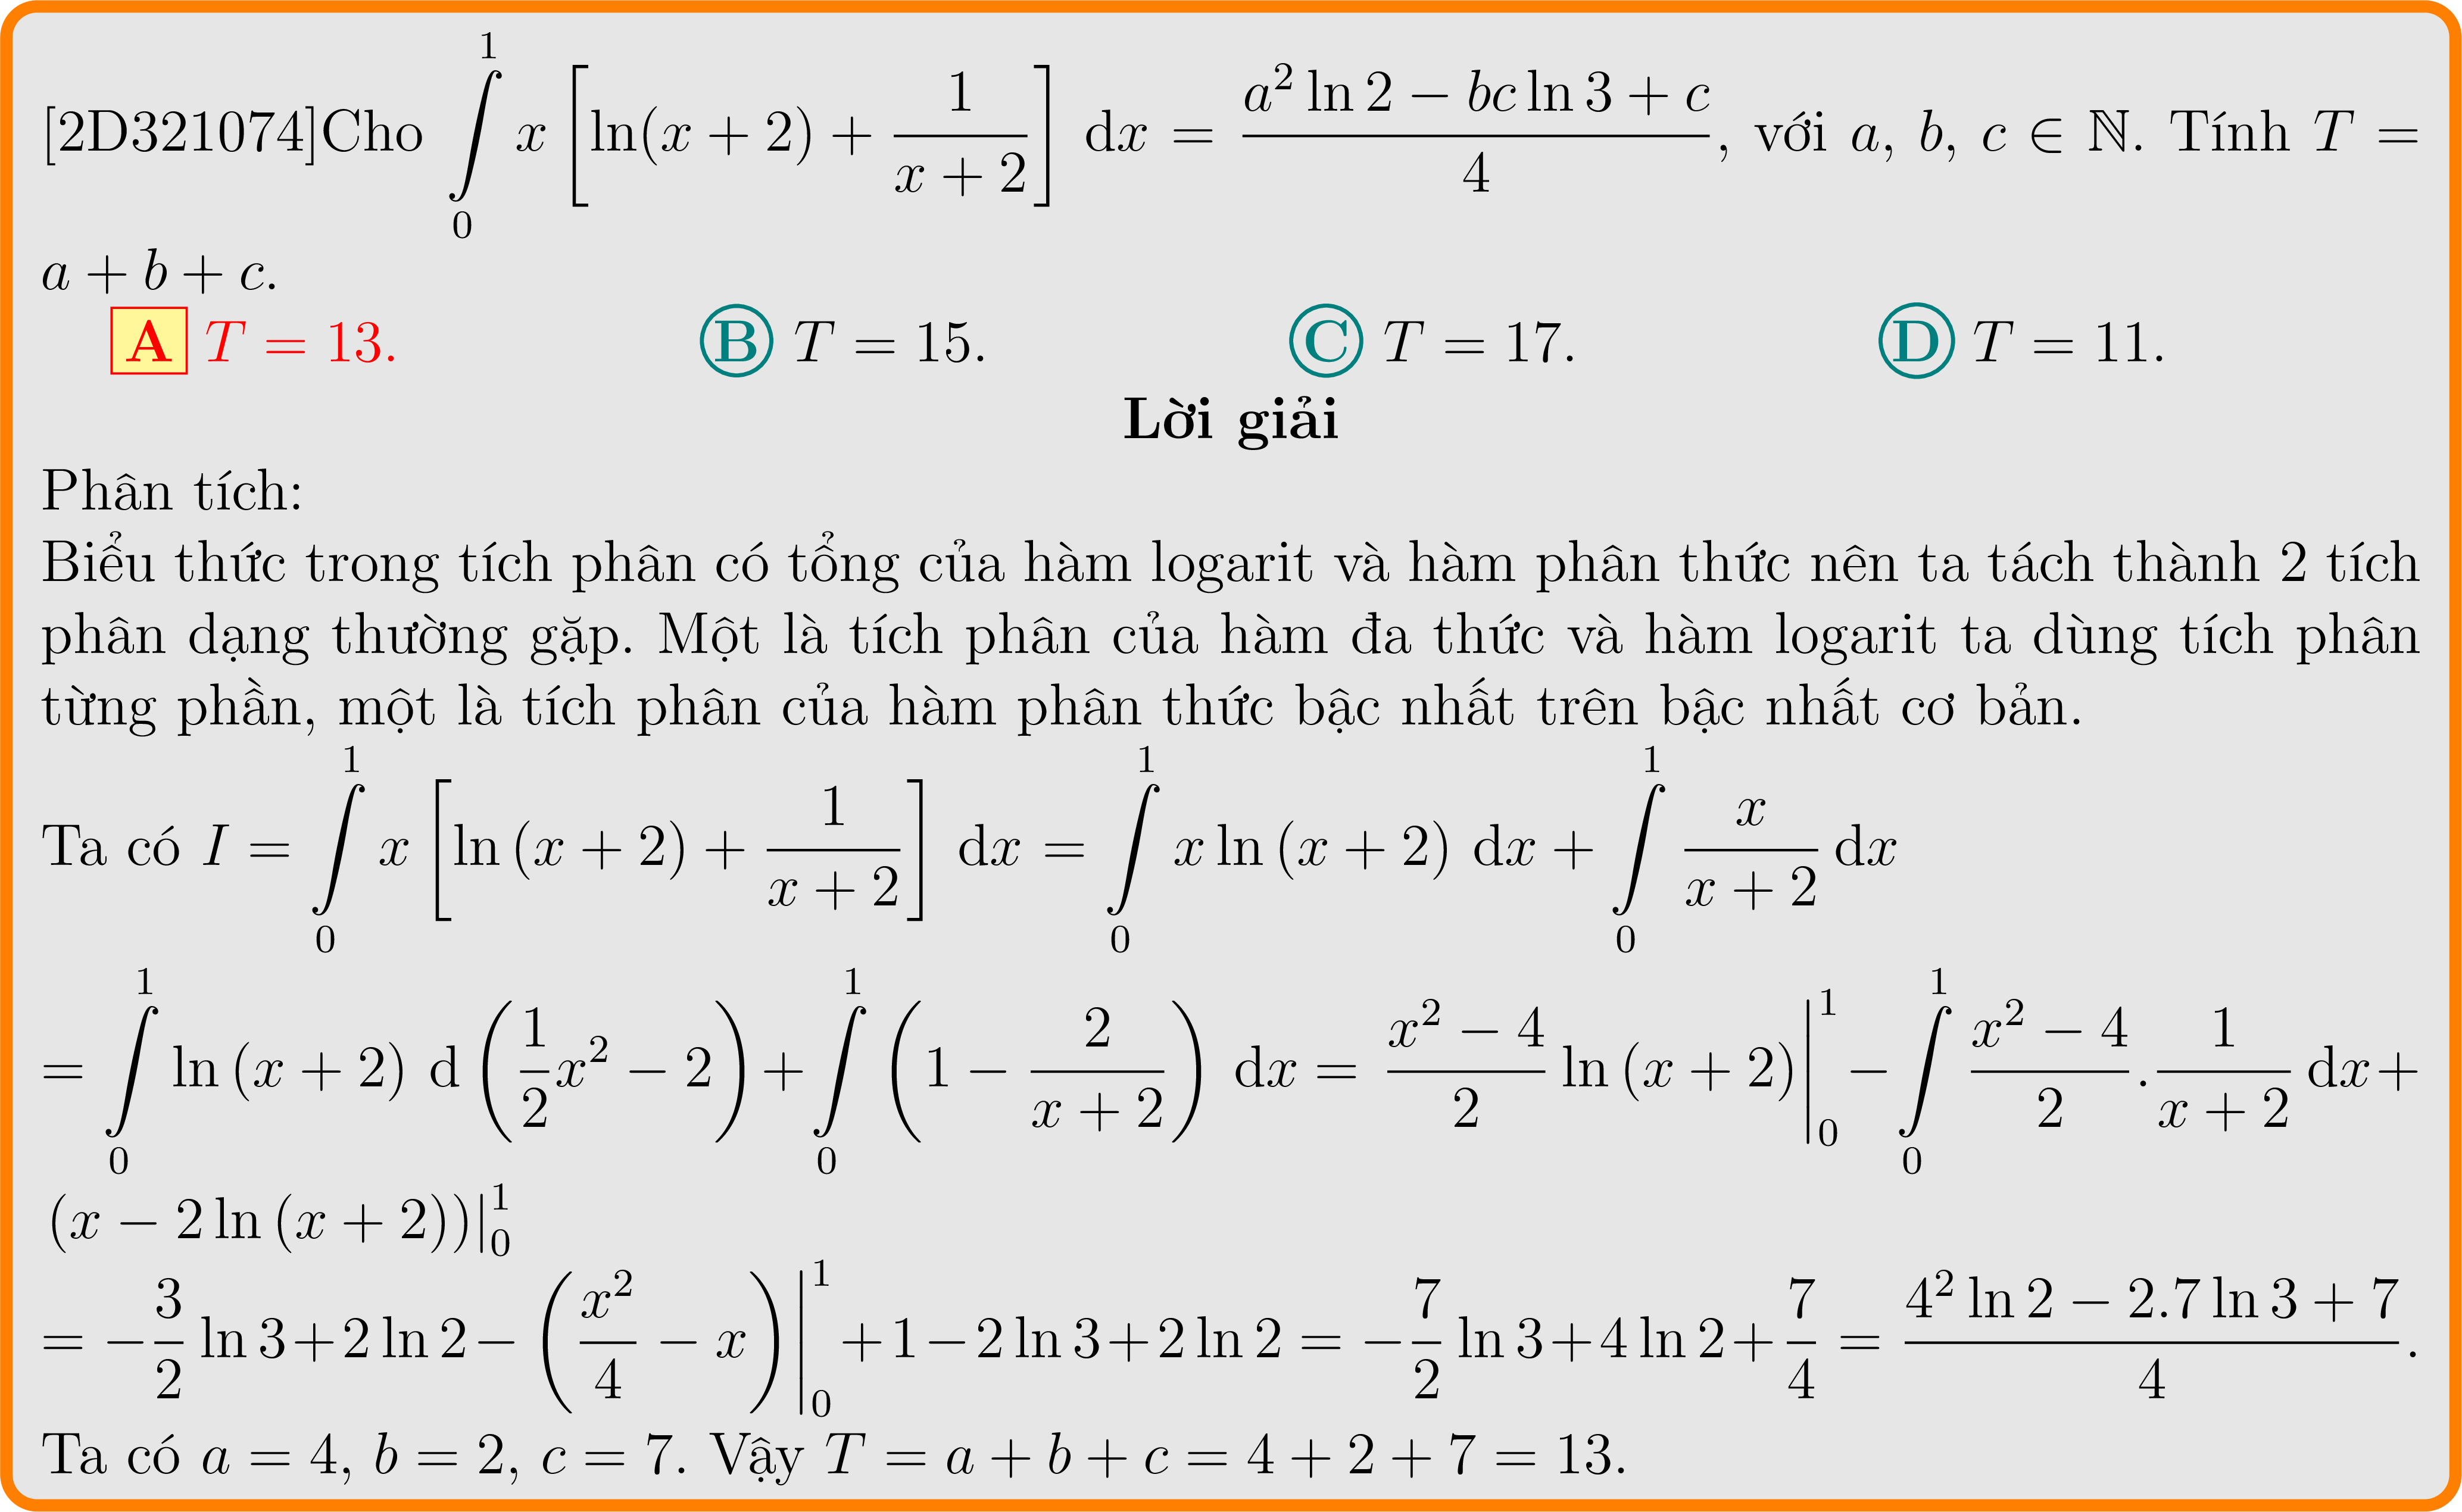 [2D321074]Cho $\int\limits_0^1 x\left[\ln(x+2)+\frac{1}{x+2}\right]\,\mathrm{d}x = \frac{a^2\ln 2 - bc\ln 3 + c}{4}$, với $a$, $b$, $c \in \mathbb{N}$. Tính $T =$
$a + b + c$.
A $T = 13$. B $T = 15$. C $T = 17$. D $T = 11$.
Lời giải
Phân tích:
Biểu thức trong tích phân có tổng của hàm logarit và hàm phân thức nên ta tách thành 2 tích
phân dạng thường gặp. Một là tích phân của hàm đa thức và hàm logarit ta dùng tích phân
từng phần, một là tích phân của hàm phân thức bậc nhất trên bậc nhất cơ bản.
Ta có $I = \int\limits_0^1 x\left[\ln(x+2)+\frac{1}{x+2}\right]\,\mathrm{d}x = \int\limits_0^1 x\ln(x+2)\,\mathrm{d}x + \int\limits_0^1 \frac{x}{x+2}\,\mathrm{d}x$
$= \int\limits_0^1 \ln(x+2)\,\mathrm{d}\left(\frac{1}{2}x^2 - 2\right) + \int\limits_0^1 \left(1 - \frac{2}{x+2}\right)\,\mathrm{d}x = \left.\frac{x^2-4}{2}\ln(x+2)\right|_0^1 - \int\limits_0^1 \frac{x^2-4}{2}.\frac{1}{x+2}\,\mathrm{d}x +$
$\left.(x - 2\ln(x+2))\right|_0^1$
$= -\frac{3}{2}\ln 3 + 2\ln 2 - \left.\left(\frac{x^2}{4} - x\right)\right|_0^1 + 1 - 2\ln 3 + 2\ln 2 = -\frac{7}{2}\ln 3 + 4\ln 2 + \frac{7}{4} = \frac{4^2\ln 2 - 2.7\ln 3 + 7}{4}.$
Ta có $a = 4$, $b = 2$, $c = 7$. Vậy $T = a + b + c = 4 + 2 + 7 = 13$.